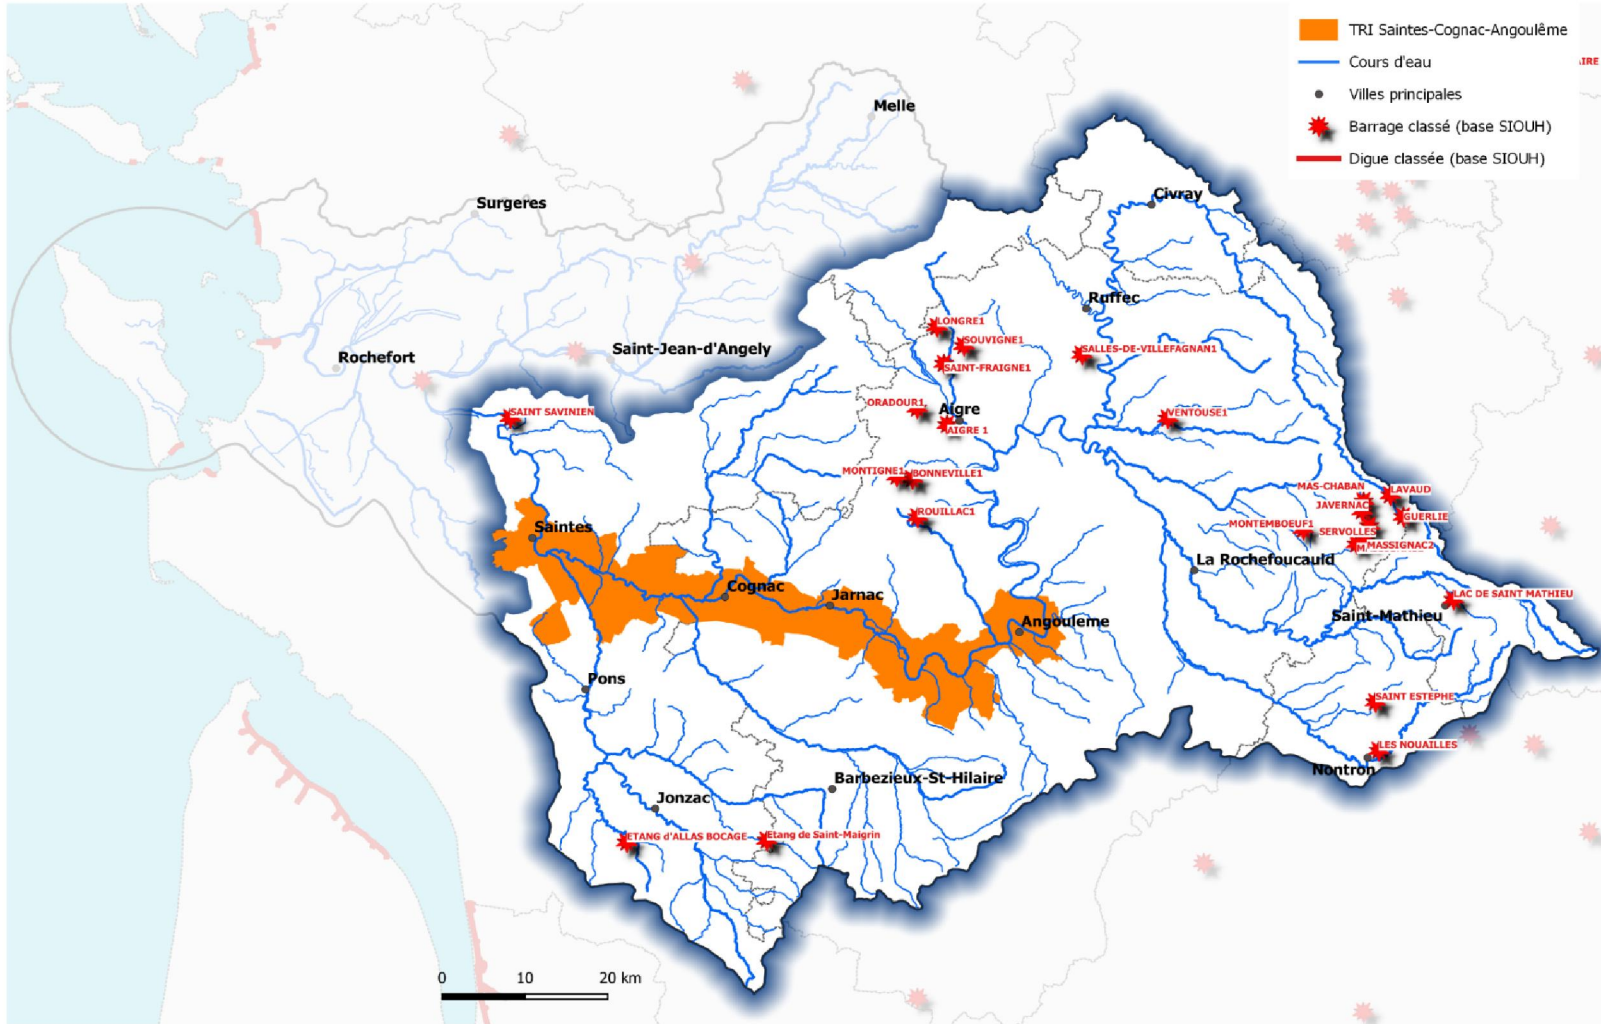 TRI Saintes-Cognac-Angoulême
Cours d'eau
AIRE
Villes principales
Barrage classé (base SIOUH)
Digue classée (base SIOUH)
Melle
Civray
Surgeres
Ruffec
LONGRE1
SOUVIGNE1
Saint-Jean-d'Angely
SALLES-DE-VILLEFAGNAN1
Rochefort
SAINT-FRAIGNE1
ORADOUR1
Aigre
SAINT SAVINIEN
VENTOUSE1
AIGRE 1
MONTIGNE1
BONNEVILLE1
MAS-CHABAN
LAVAUD
JAVERNAC
ROUILLAC1
GUERLIE
Saintes
MONTEMBOEUF1
SERVOLLES
MASSIGNAC2
La Rochefoucauld
Cognac
Jarnac
LAC DE SAINT MATHIEU
Saint-Mathieu
Angouleme
Pons
SAINT ESTEPHE
LES NOUAILLES
Nontron
Barbezieux-St-Hilaire
Jonzac
ETANG d'ALLAS BOCAGE
Etang de Saint-Maigrin
0 10 20 km